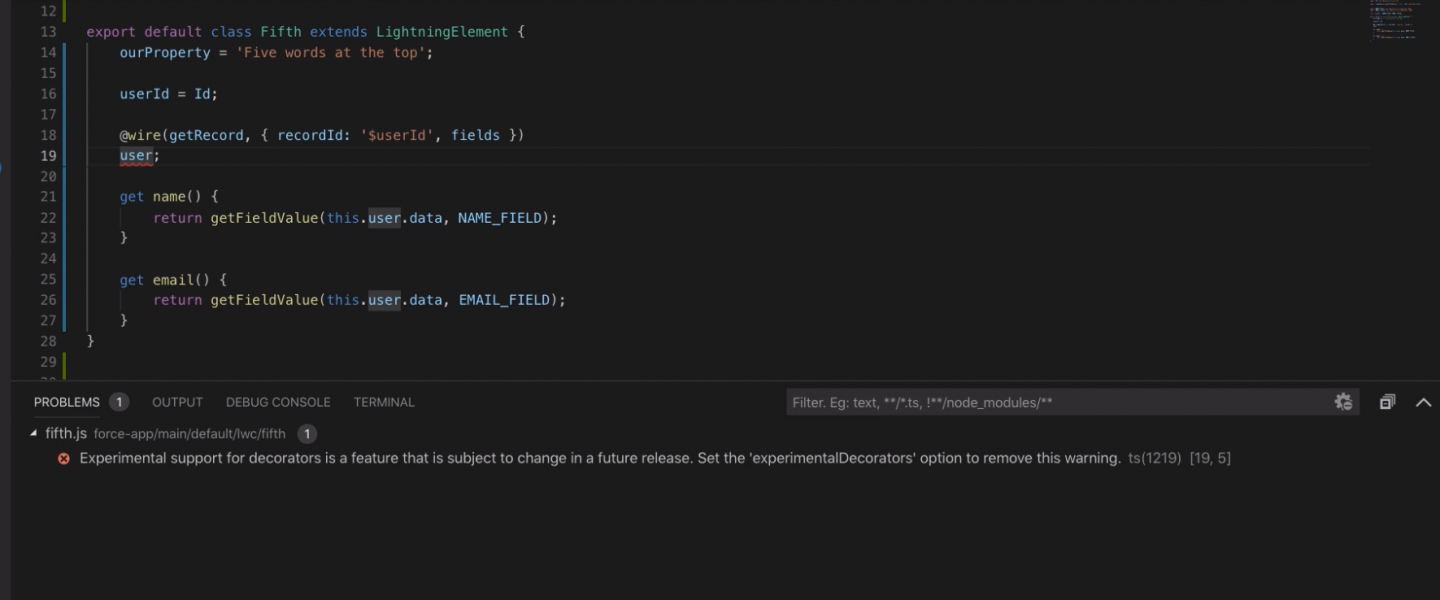 12
13 export default class Fifth extends LightningElement {
14 ourProperty = 'Five words at the top';
15
16 userId = Id;
17
18 @wire(getRecord, { recordId: '$userId', fields })
19 user;
20
21 get name() {
22 return getFieldValue(this.user.data, NAME_FIELD);
23 }
24
25 get email() {
26 return getFieldValue(this.user.data, EMAIL_FIELD);
27 }
28 }
29
PROBLEMS 1 OUTPUT DEBUG CONSOLE TERMINAL Filter. Eg: text, **/*.ts, !**/node_modules/**
fifth.js force-app/main/default/lwc/fifth 1
Experimental support for decorators is a feature that is subject to change in a future release. Set the 'experimentalDecorators' option to remove this warning. ts(1219) [19, 5]